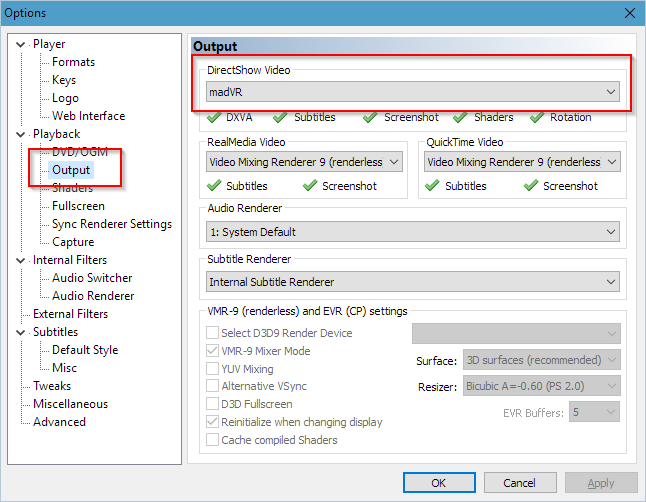 Options
Player
Formats
Keys
Logo
Web Interface
Playback
DVD/OGM
Output
Shaders
Fullscreen
Sync Renderer Settings
Capture
Internal Filters
Audio Switcher
Audio Renderer
External Filters
Subtitles
Default Style
Misc
Tweaks
Miscellaneous
Advanced
Output
DirectShow Video
madVR
DXVA Subtitles Screenshot Shaders Rotation
RealMedia Video QuickTime Video
Video Mixing Renderer 9 (renderless Video Mixing Renderer 9 (renderless
Subtitles Screenshot Subtitles Screenshot
Audio Renderer
1: System Default
Subtitle Renderer
Internal Subtitle Renderer
VMR-9 (renderless) and EVR (CP) settings
Select D3D9 Render Device
VMR-9 Mixer Mode
Surface: 3D surfaces (recommended)
YUV Mixing
Alternative VSync
Resizer: Bicubic A=-0.60 (PS 2.0)
D3D Fullscreen
EVR Buffers: 5
Reinitialize when changing display
Cache compiled Shaders
OK Cancel Apply